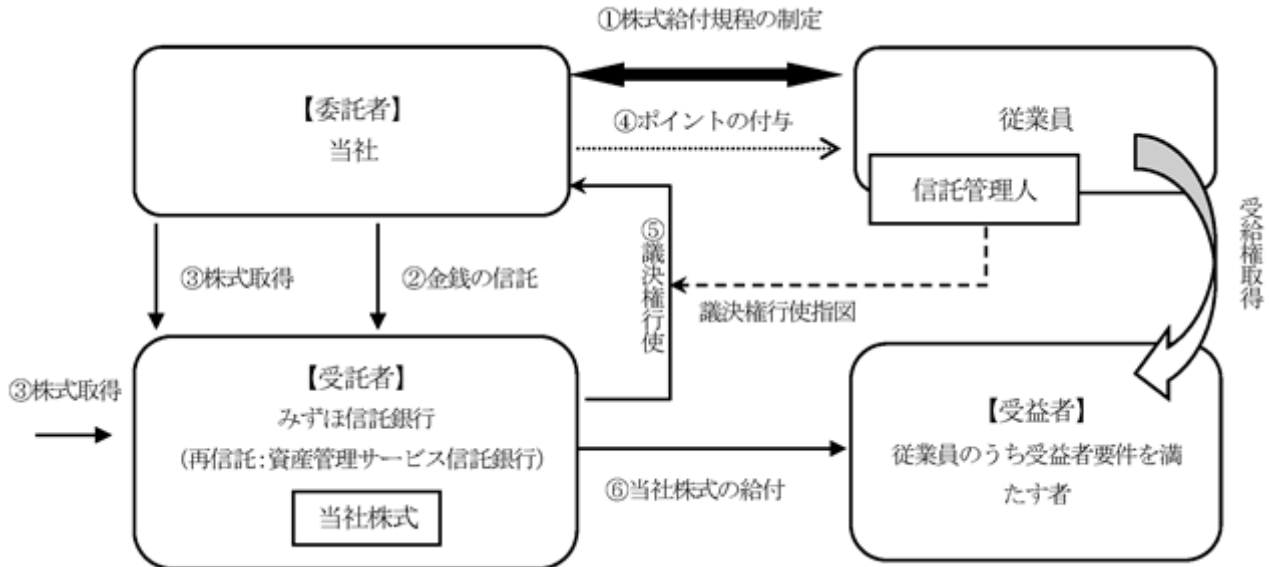 ①株式給付規程の制定
【委託者】
当社
④ポイントの付与
従業員
信託管理人
③株式取得
②金銭の信託
⑤議決権行使
議決権行使指図
受給権取得
③株式取得
【受託者】
みずほ信託銀行
(再信託:資産管理サービス信託銀行)
当社株式
⑥当社株式の給付
【受益者】
従業員のうち受益者要件を満
たす者